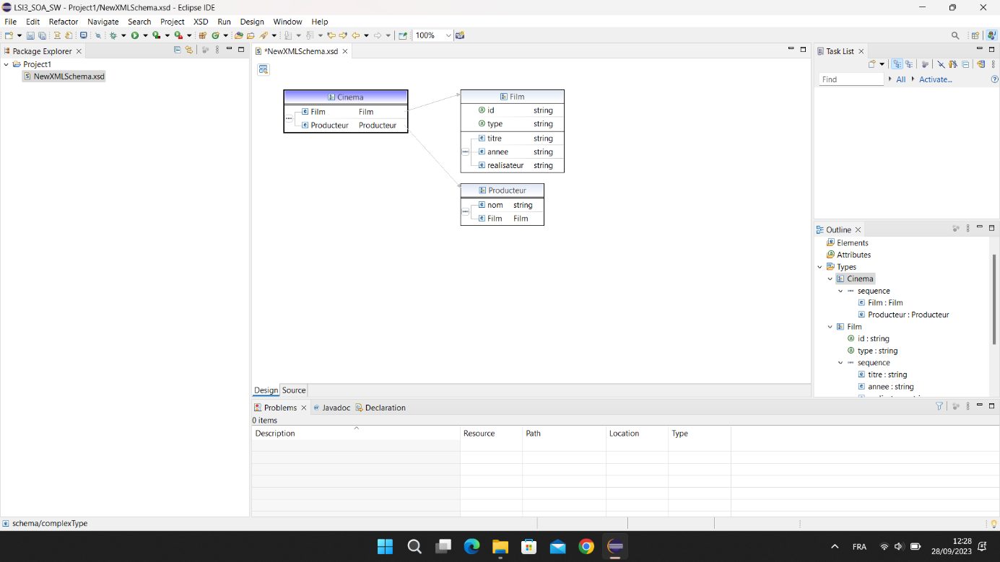 LSI3_SOA_SW - Project1/NewXMLSchema.xsd - Eclipse IDE
File Edit Refactor Navigate Search Project XSD Run Design Window Help
100%
Package Explorer
Project1
NewXMLSchema.xsd
*NewXMLSchema.xsd
Cinema
Film Film
Producteur Producteur
Film
id string
type string
titre string
annee string
realisateur string
Producteur
nom string
Film Film
Design Source
Problems Javadoc Declaration
0 items
Description Resource Path Location Type
Task List
Find All Activate...
Outline
Elements
Attributes
Types
Cinema
sequence
Film : Film
Producteur : Producteur
Film
id : string
type : string
sequence
titre : string
annee : string
schema/complexType
FRA
12:28
28/09/2023